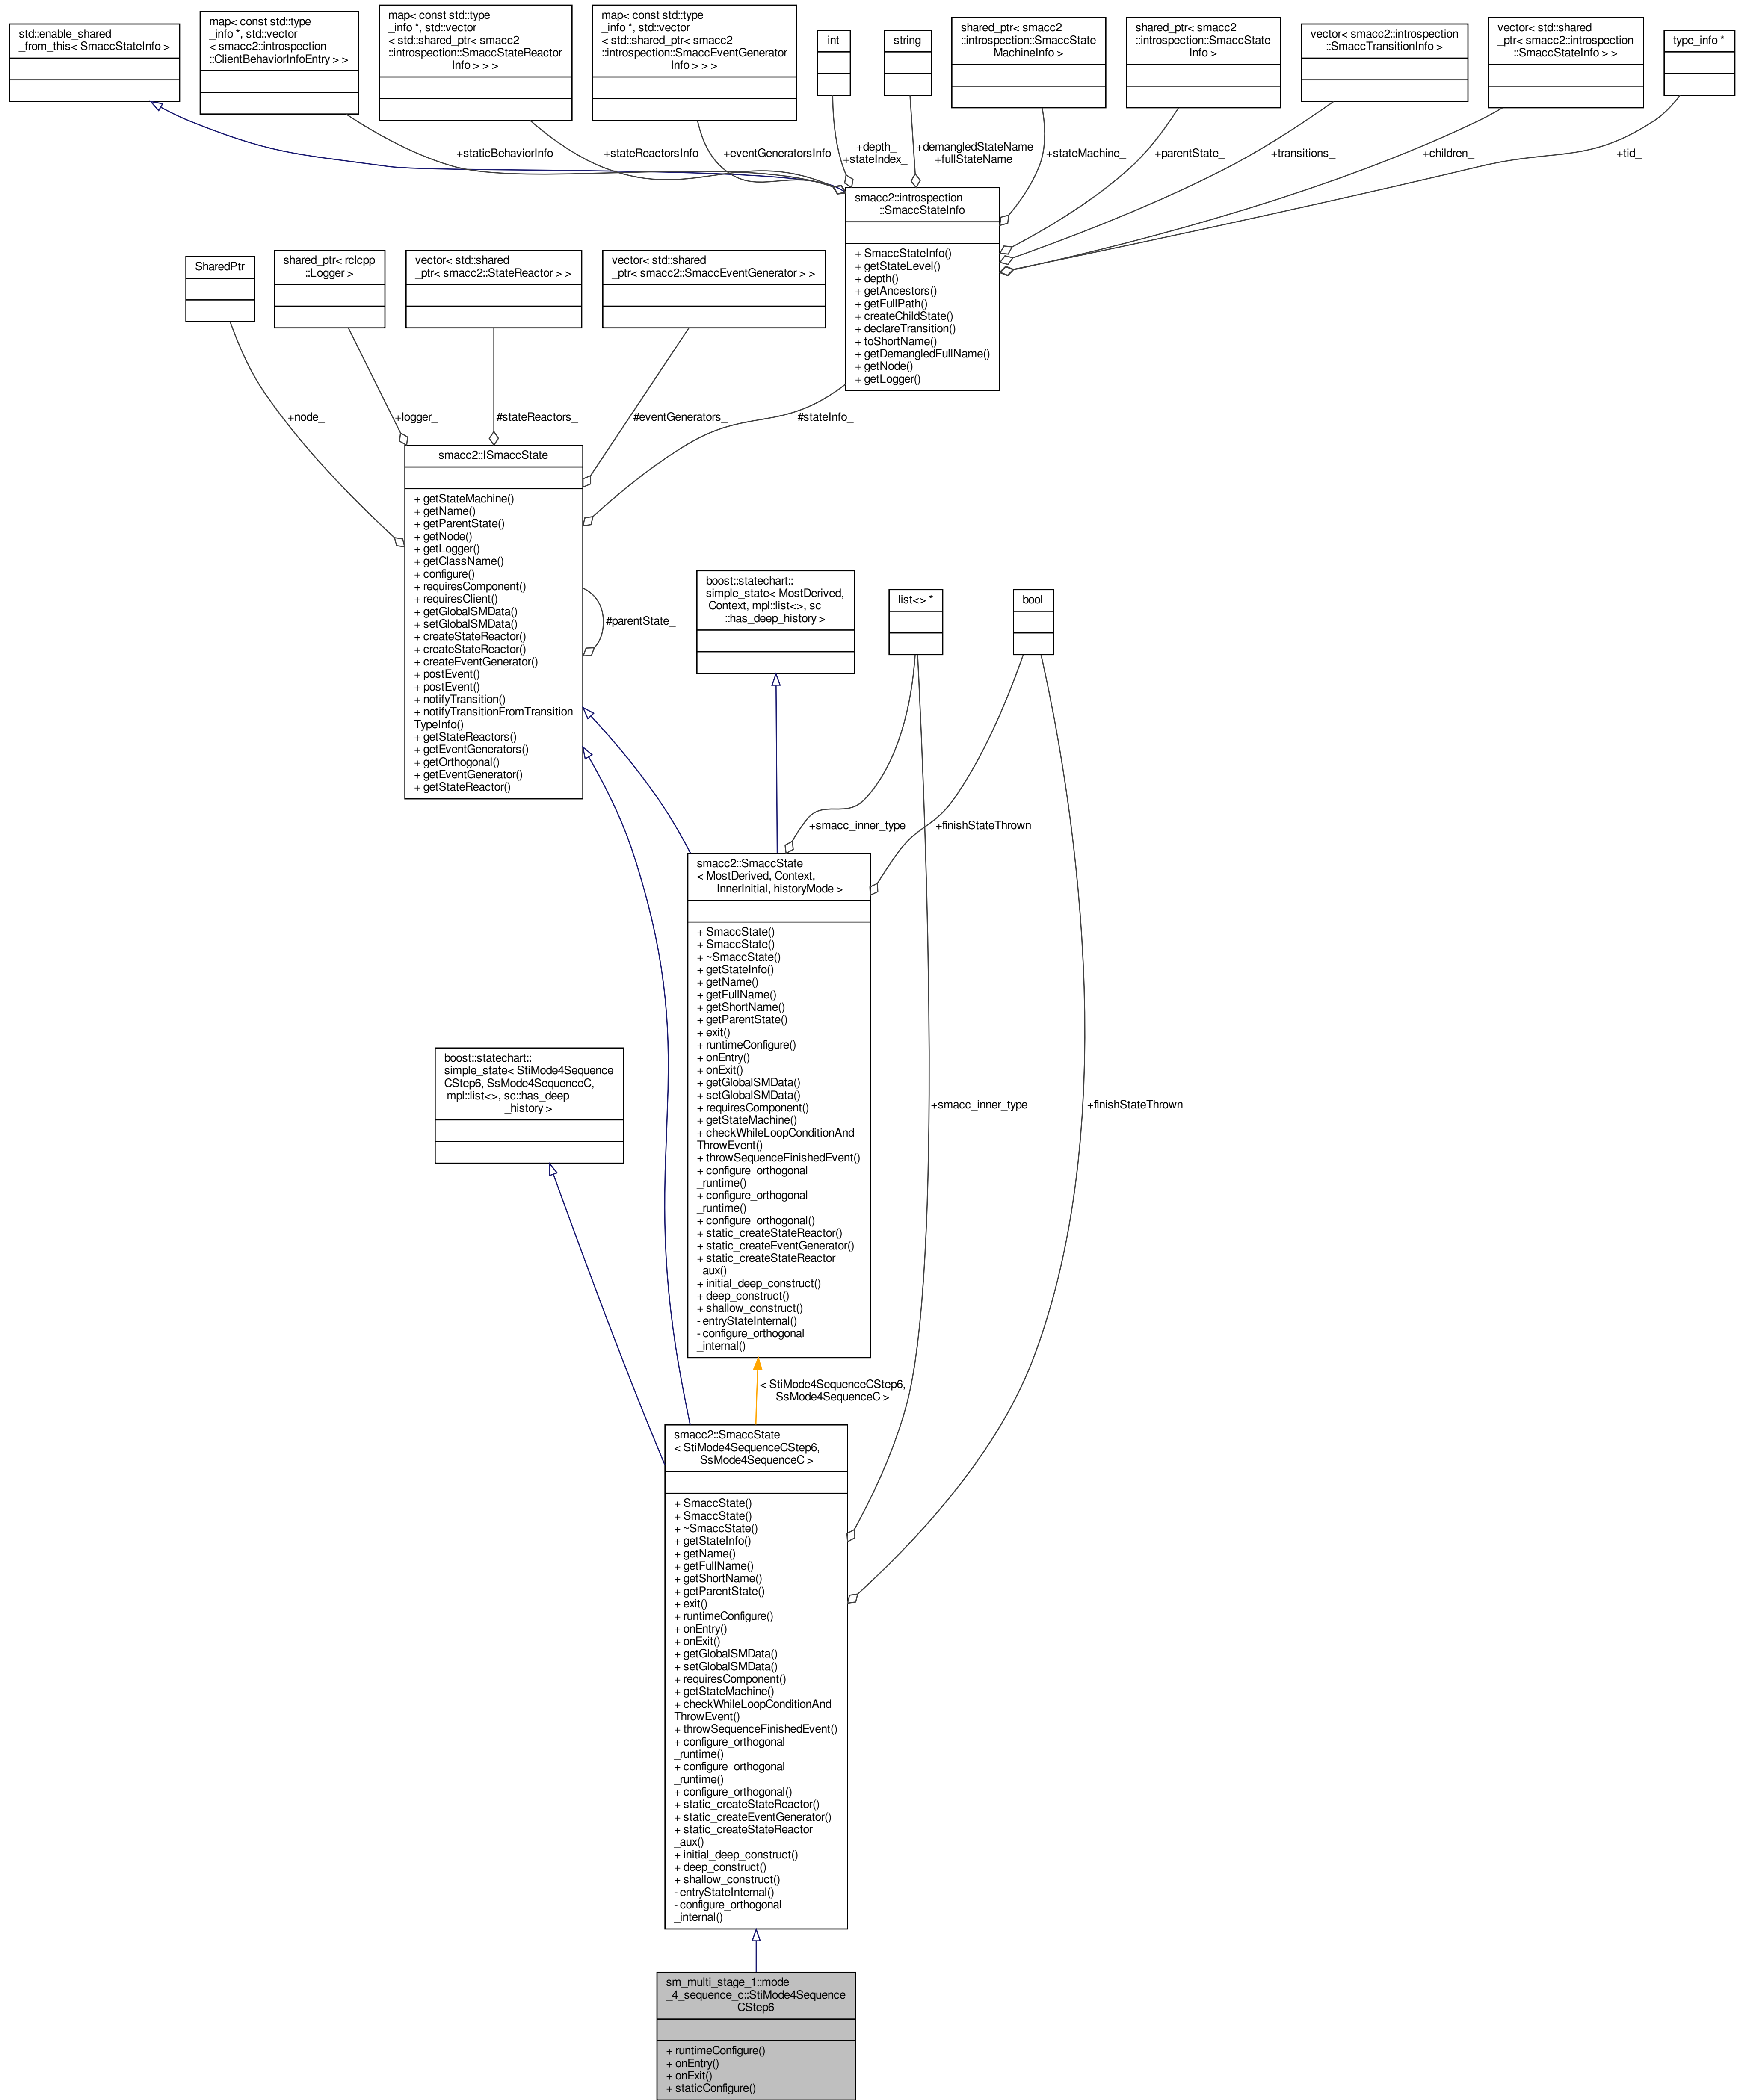 std::enable_shared
_from_this< SmaccStateInfo >
map< const std::type
_info *, std::vector
< smacc2::introspection
::ClientBehaviorInfoEntry > >
map< const std::type
_info *, std::vector
< std::shared_ptr< smacc2
::introspection::SmaccStateReactor
Info > > >
map< const std::type
_info *, std::vector
< std::shared_ptr< smacc2
::introspection::SmaccEventGenerator
Info > > >
int
string
shared_ptr< smacc2
::introspection::SmaccState
MachineInfo >
shared_ptr< smacc2
::introspection::SmaccState
Info >
vector< smacc2::introspection
::SmaccTransitionInfo >
vector< std::shared
_ptr< smacc2::introspection
::SmaccStateInfo > >
type_info *
+staticBehaviorInfo
+stateReactorsInfo
+eventGeneratorsInfo
+depth_
+stateIndex_
+demangledStateName
+fullStateName
+stateMachine_
+parentState_
+transitions_
+children_
+tid_
smacc2::introspection
::SmaccStateInfo
+ SmaccStateInfo()
+ getStateLevel()
+ depth()
+ getAncestors()
+ getFullPath()
+ createChildState()
+ declareTransition()
+ toShortName()
+ getDemangledFullName()
+ getNode()
+ getLogger()
SharedPtr
shared_ptr< rclcpp
::Logger >
vector< std::shared
_ptr< smacc2::StateReactor > >
vector< std::shared
_ptr< smacc2::SmaccEventGenerator > >
+node_
+logger_
#stateReactors_
#eventGenerators_
#stateInfo_
smacc2::ISmaccState
+ getStateMachine()
+ getName()
+ getParentState()
+ getNode()
+ getLogger()
+ getClassName()
+ configure()
+ requiresComponent()
+ requiresClient()
+ getGlobalSMData()
+ setGlobalSMData()
+ createStateReactor()
+ createStateReactor()
+ createEventGenerator()
+ postEvent()
+ postEvent()
+ notifyTransition()
+ notifyTransitionFromTransition
TypeInfo()
+ getStateReactors()
+ getEventGenerators()
+ getOrthogonal()
+ getEventGenerator()
+ getStateReactor()
#parentState_
boost::statechart::
simple_state< MostDerived,
Context, mpl::list<>, sc
::has_deep_history >
list<> *
bool
+smacc_inner_type
+finishStateThrown
smacc2::SmaccState
< MostDerived, Context,
InnerInitial, historyMode >
+ SmaccState()
+ SmaccState()
+ ~SmaccState()
+ getStateInfo()
+ getName()
+ getFullName()
+ getShortName()
+ getParentState()
+ exit()
+ runtimeConfigure()
+ onEntry()
+ onExit()
+ getGlobalSMData()
+ setGlobalSMData()
+ requiresComponent()
+ getStateMachine()
+ checkWhileLoopConditionAnd
ThrowEvent()
+ throwSequenceFinishedEvent()
+ configure_orthogonal
_runtime()
+ configure_orthogonal
_runtime()
+ configure_orthogonal()
+ static_createStateReactor()
+ static_createEventGenerator()
+ static_createStateReactor
_aux()
+ initial_deep_construct()
+ deep_construct()
+ shallow_construct()
- entryStateInternal()
- configure_orthogonal
_internal()
boost::statechart::
simple_state< StiMode4Sequence
CStep6, SsMode4SequenceC,
mpl::list<>, sc::has_deep
_history >
+smacc_inner_type
+finishStateThrown
< StiMode4SequenceCStep6,
SsMode4SequenceC >
smacc2::SmaccState
< StiMode4SequenceCStep6,
SsMode4SequenceC >
+ SmaccState()
+ SmaccState()
+ ~SmaccState()
+ getStateInfo()
+ getName()
+ getFullName()
+ getShortName()
+ getParentState()
+ exit()
+ runtimeConfigure()
+ onEntry()
+ onExit()
+ getGlobalSMData()
+ setGlobalSMData()
+ requiresComponent()
+ getStateMachine()
+ checkWhileLoopConditionAnd
ThrowEvent()
+ throwSequenceFinishedEvent()
+ configure_orthogonal
_runtime()
+ configure_orthogonal
_runtime()
+ configure_orthogonal()
+ static_createStateReactor()
+ static_createEventGenerator()
+ static_createStateReactor
_aux()
+ initial_deep_construct()
+ deep_construct()
+ shallow_construct()
- entryStateInternal()
- configure_orthogonal
_internal()
sm_multi_stage_1::mode
_4_sequence_c::StiMode4Sequence
CStep6
+ runtimeConfigure()
+ onEntry()
+ onExit()
+ staticConfigure()